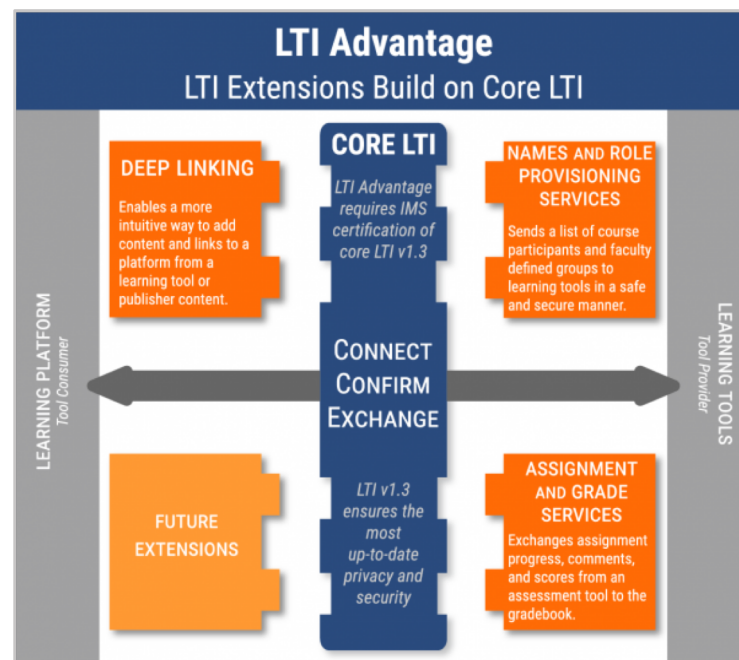 LTI Advantage
LTI Extensions Build on Core LTI
LEARNING PLATFORM
Tool Consumer
DEEP LINKING
Enables a more
intuitive way to add
content and links to a
platform from a
learning tool or
publisher content.
CORE LTI
LTI Advantage
requires IMS
certification of
core LTI v1.3
NAMES AND ROLE
PROVISIONING
SERVICES
Sends a list of course
participants and faculty
defined groups to
learning tools in a safe
and secure manner.
CONNECT
CONFIRM
EXCHANGE
FUTURE
EXTENSIONS
LTI v1.3
ensures the
most
up-to-date
privacy and
security
ASSIGNMENT
AND GRADE
SERVICES
Exchanges assignment
progress, comments,
and scores from an
assessment tool to the
gradebook.
LEARNING TOOLS
Tool Provider